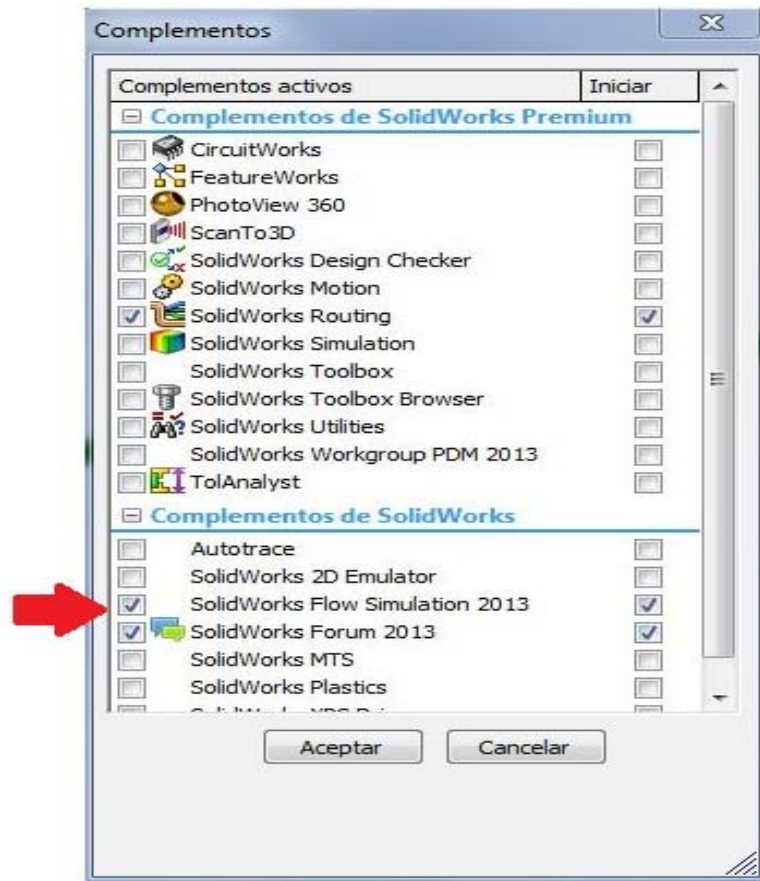 Complementos
Complementos activos Iniciar
Complementos de SolidWorks Premium
CircuitWorks
FeatureWorks
PhotoView 360
ScanTo3D
SolidWorks Design Checker
SolidWorks Motion
SolidWorks Routing
SolidWorks Simulation
SolidWorks Toolbox
SolidWorks Toolbox Browser
SolidWorks Utilities
SolidWorks Workgroup PDM 2013
TolAnalyst
Complementos de SolidWorks
Autotrace
SolidWorks 2D Emulator
SolidWorks Flow Simulation 2013
SolidWorks Forum 2013
SolidWorks MTS
SolidWorks Plastics
Aceptar Cancelar